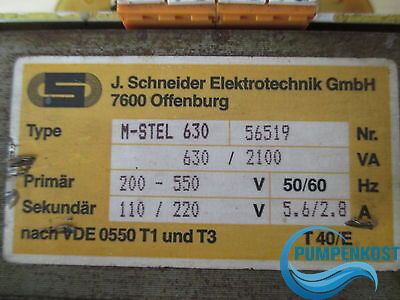 J. Schneider Elektrotechnik GmbH
7600 Offenburg
Type M-STEL 630 56519 Nr.
630 / 2100 VA
Primär 200 - 550 V 50/60 Hz
Sekundär 110 / 220 V 5.6/2.8 A
nach VDE 0550 T1 und T3 T 40/E
PUMPENKOST